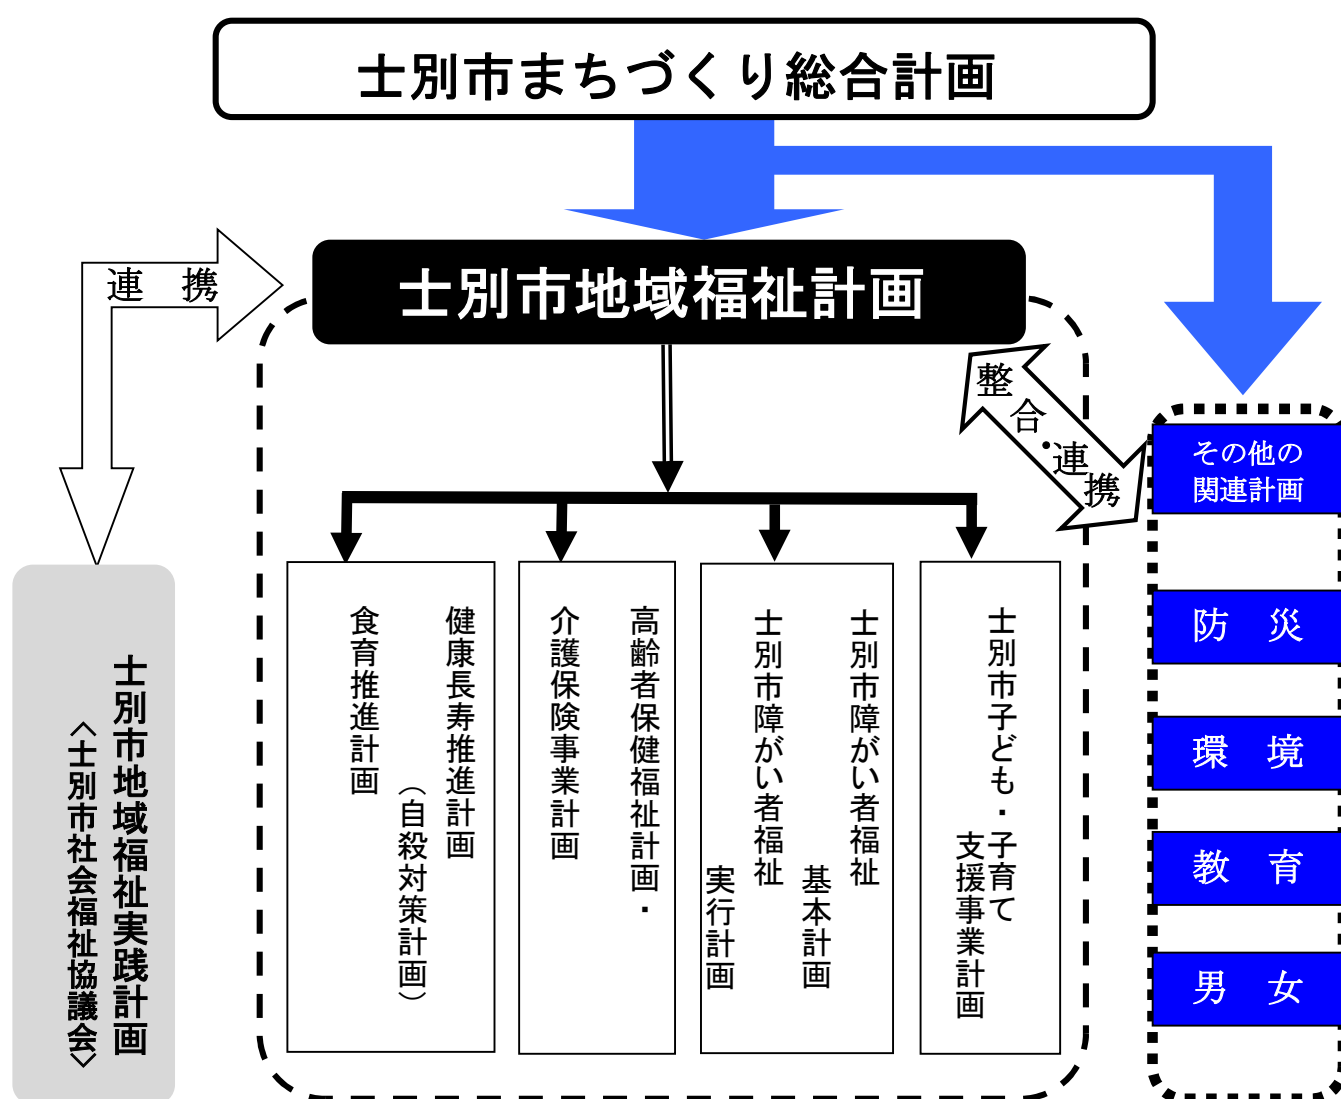 士別市まちづくり総合計画
連　携
士別市地域福祉計画
整合・連携
その他の
関連計画
防　災
環　境
教　育
男　女
士別市子ども・子育て
支援事業計画
士別市障がい者福祉
基本計画
士別市障がい者福祉
実行計画
高齢者保健福祉計画・
介護保険事業計画
健康長寿推進計画
（自殺対策計画）
食育推進計画
士別市地域福祉実践計画
〈士別市社会福祉協議会〉